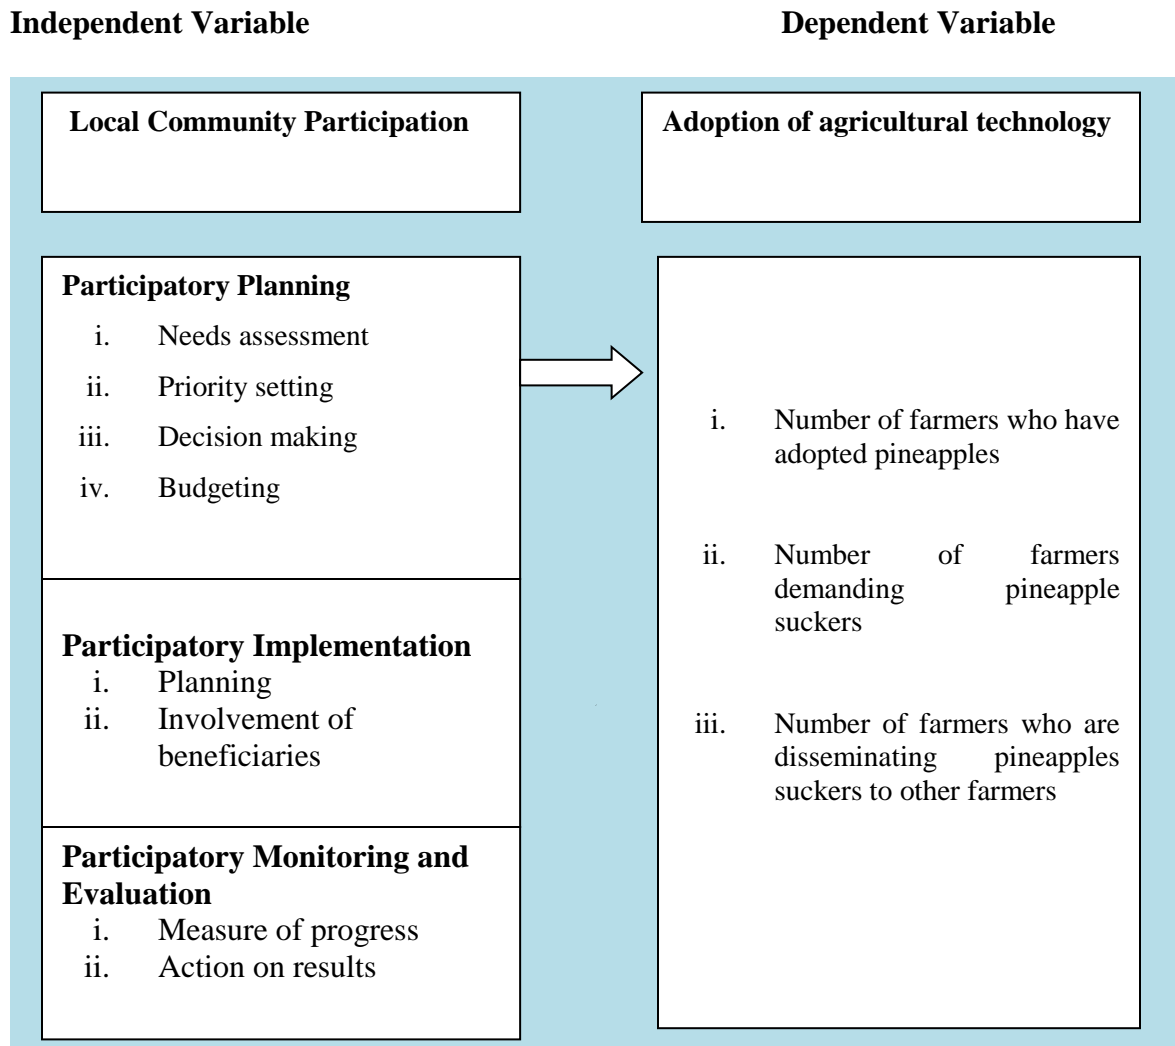 Independent Variable
Dependent Variable
Local Community Participation
Adoption of agricultural technology
Participatory Planning
i. Needs assessment
ii. Priority setting
iii. Decision making
iv. Budgeting
Participatory Implementation
i. Planning
ii. Involvement of
beneficiaries
Participatory Monitoring and
Evaluation
i. Measure of progress
ii. Action on results
i. Number of farmers who have
adopted pineapples
ii. Number of farmers
demanding pineapple
suckers
iii. Number of farmers who are
disseminating pineapples
suckers to other farmers